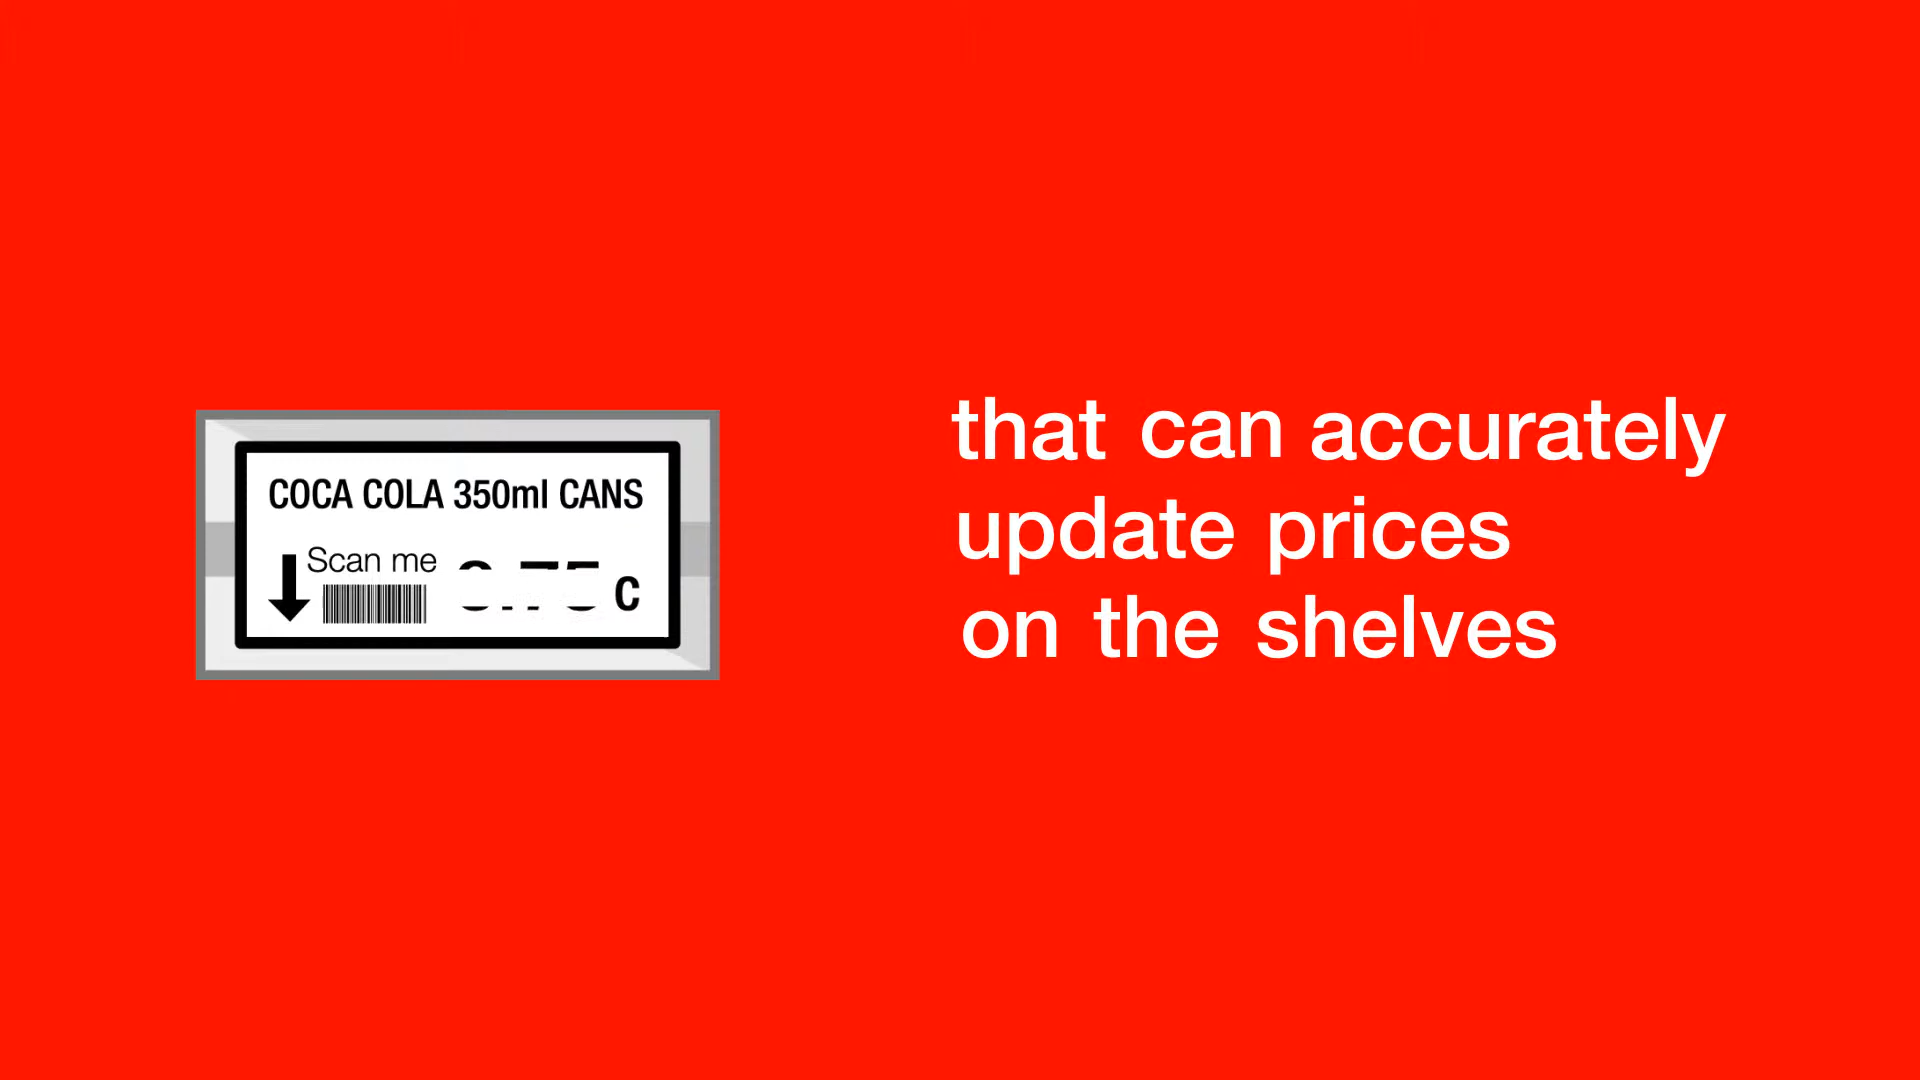 COCA COLA 350ml CANS
Scan me
C
that can accurately
update prices
on the shelves